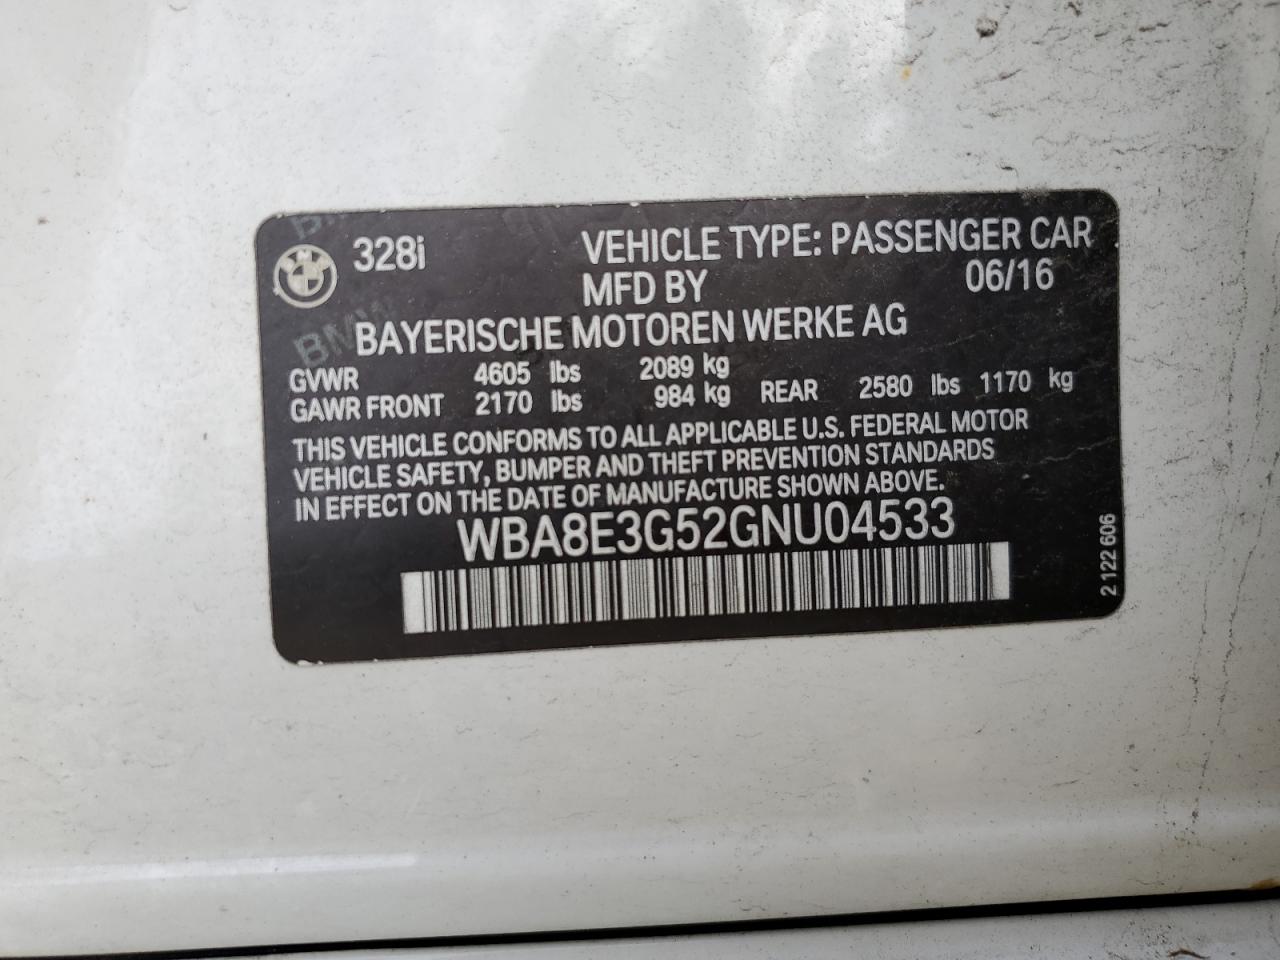 328i VEHICLE TYPE: PASSENGER CAR
MFD BY 06/16
BAYERISCHE MOTOREN WERKE AG
GVWR 4605 lbs 2089 kg
GAWR FRONT 2170 lbs 984 kg REAR 2580 lbs 1170 kg
THIS VEHICLE CONFORMS TO ALL APPLICABLE U.S. FEDERAL MOTOR
VEHICLE SAFETY, BUMPER AND THEFT PREVENTION STANDARDS
IN EFFECT ON THE DATE OF MANUFACTURE SHOWN ABOVE.
WBA8E3G52GNU04533
2 122 606
BMW